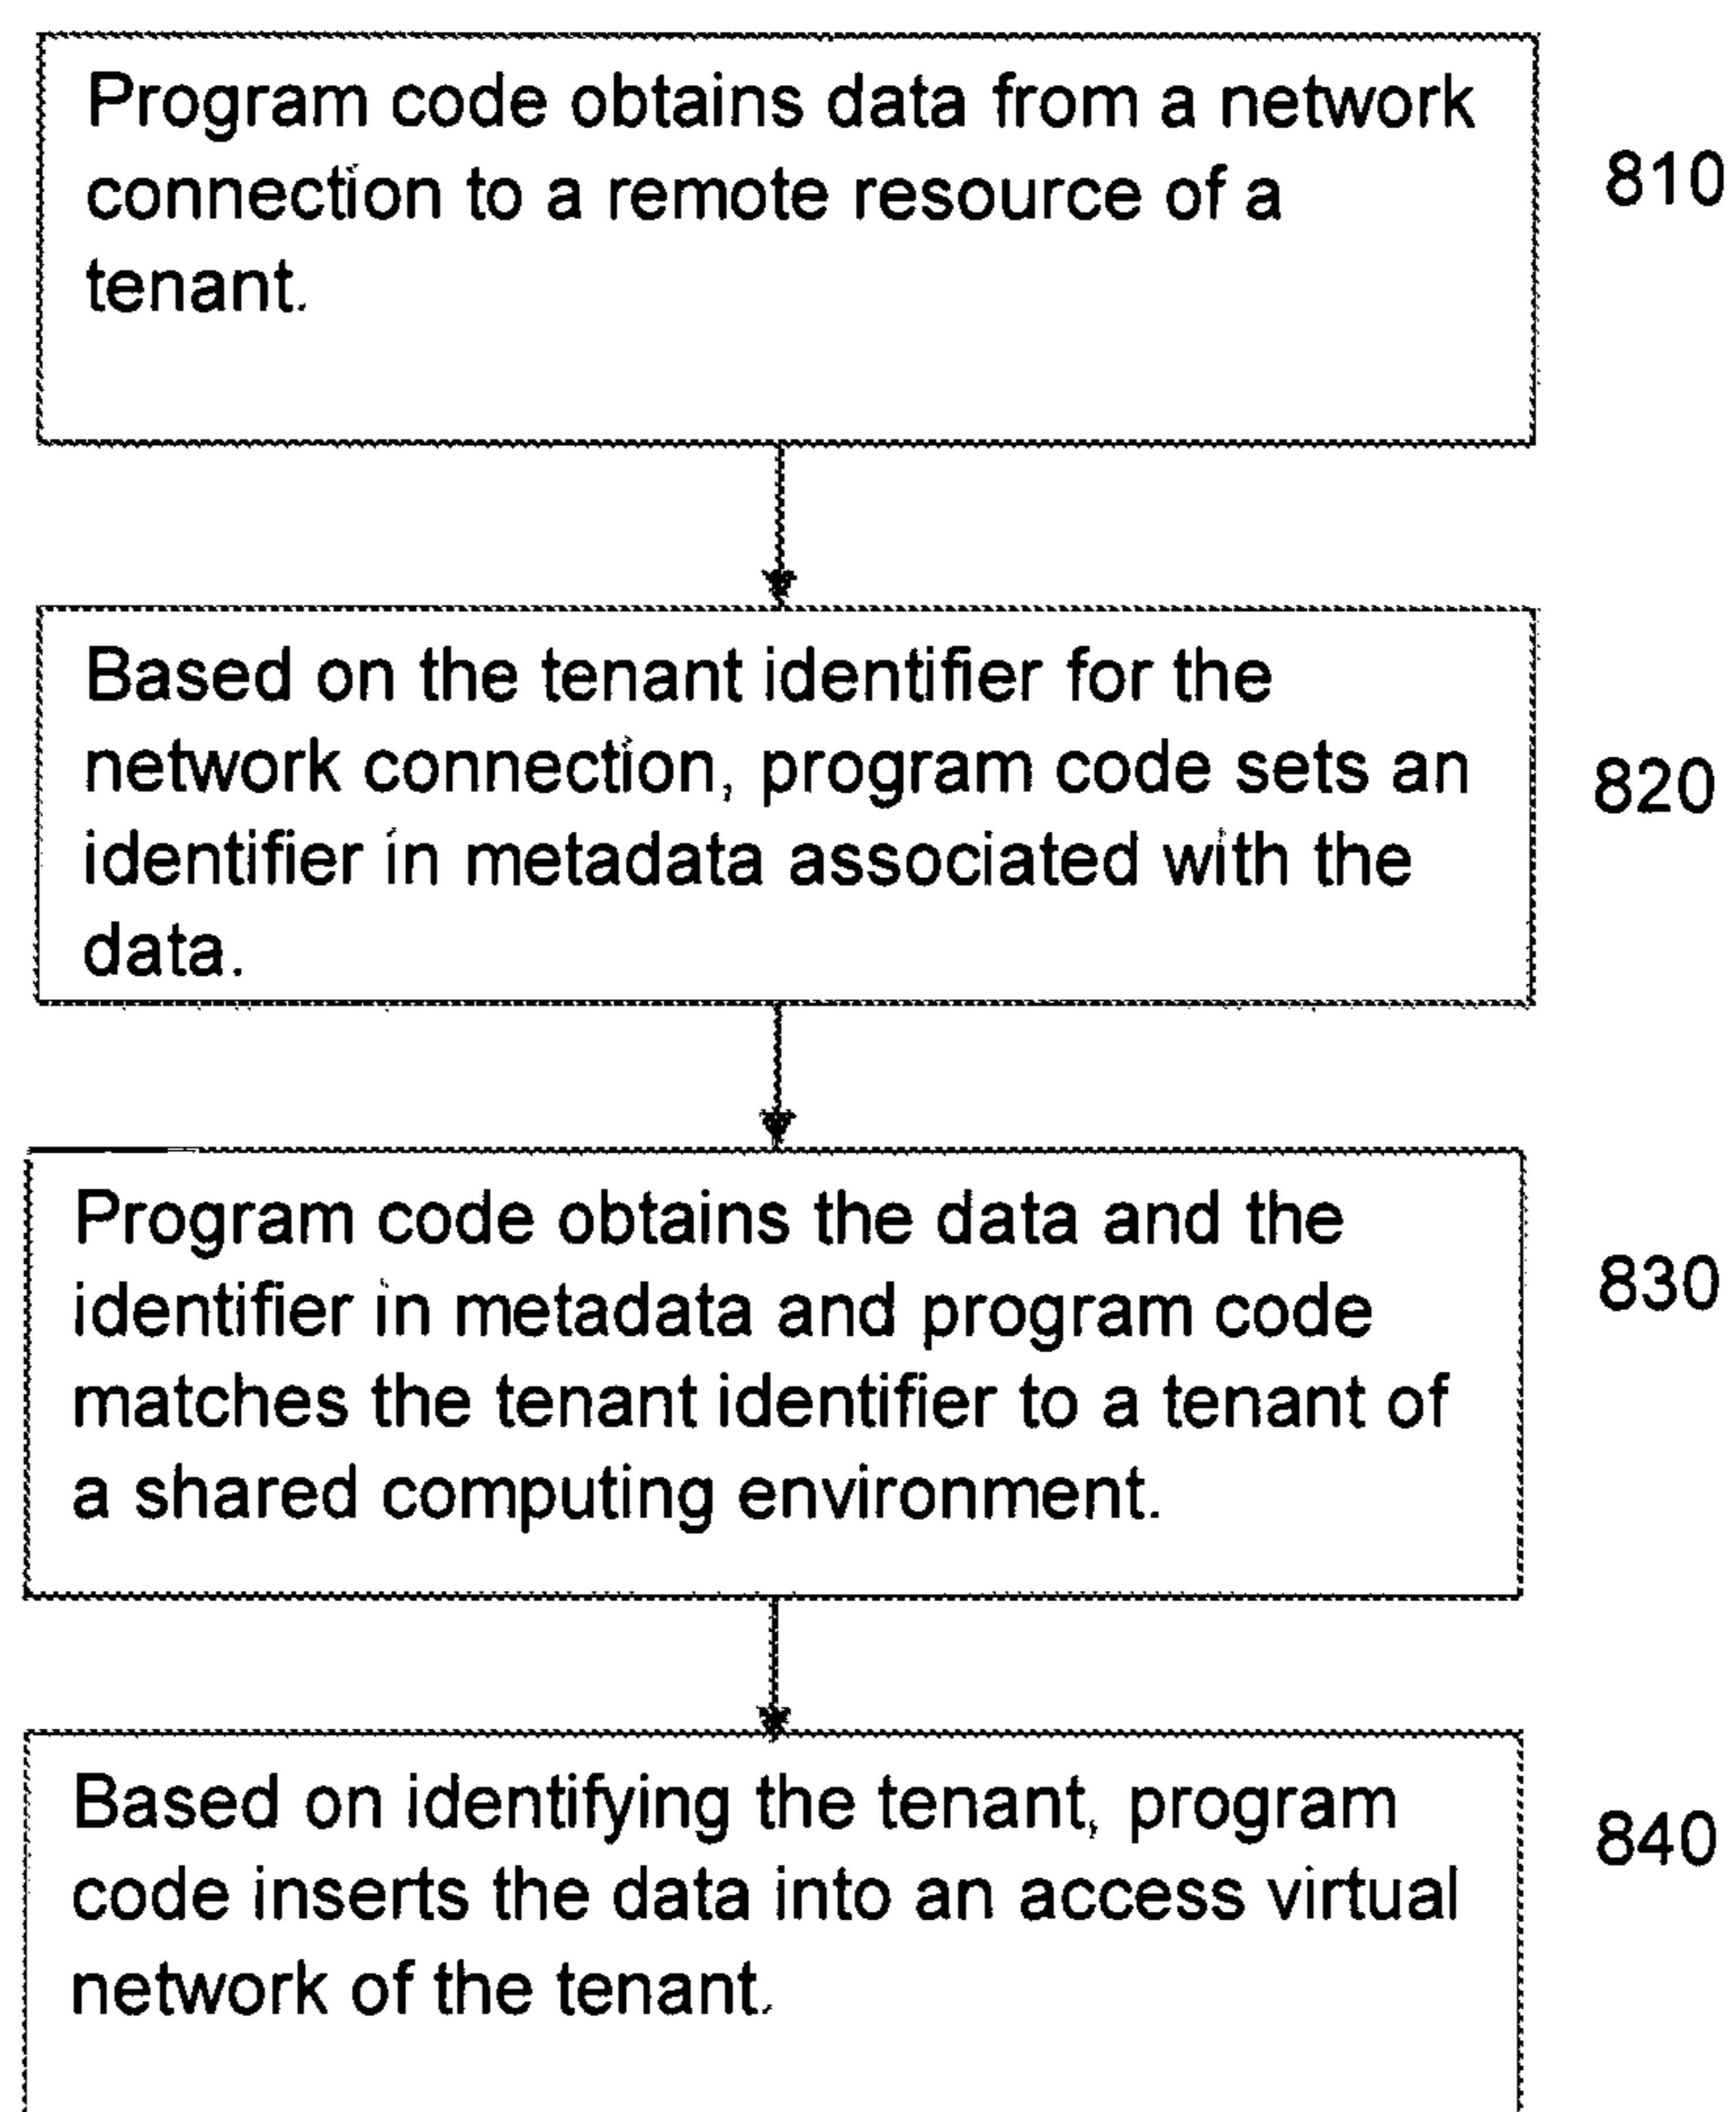 Program code obtains data from a network
connection to a remote resource of a
tenant.
810
Based on the tenant identifier for the
network connection, program code sets an
identifier in metadata associated with the
data.
820
Program code obtains the data and the
identifier in metadata and program code
matches the tenant identifier to a tenant of
a shared computing environment.
830
Based on identifying the tenant, program
code inserts the data into an access virtual
network of the tenant.
840